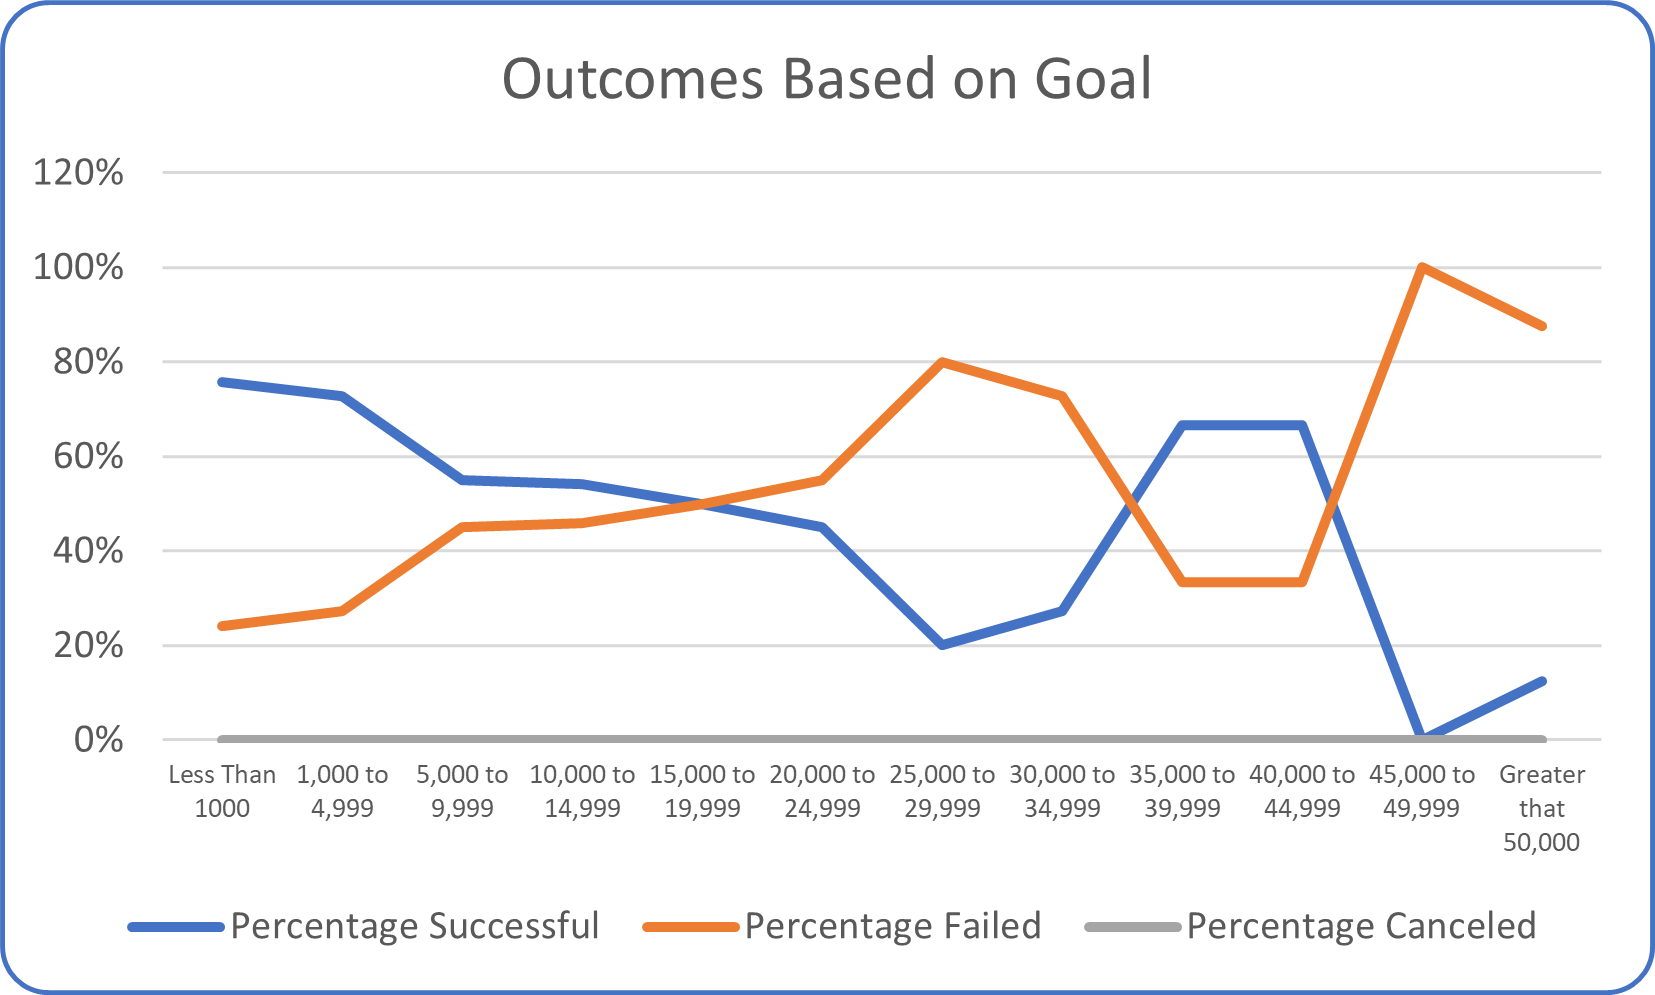 Outcomes Based on Goal
120%
100%
80%
60%
40%
20%
0%
Less Than
1000
1,000 to
4,999
5,000 to
9,999
10,000 to
14,999
15,000 to
19,999
20,000 to
24,999
25,000 to
29,999
30,000 to
34,999
35,000 to
39,999
40,000 to
44,999
45,000 to
49,999
Greater
that
50,000
Percentage Successful
Percentage Failed
Percentage Canceled